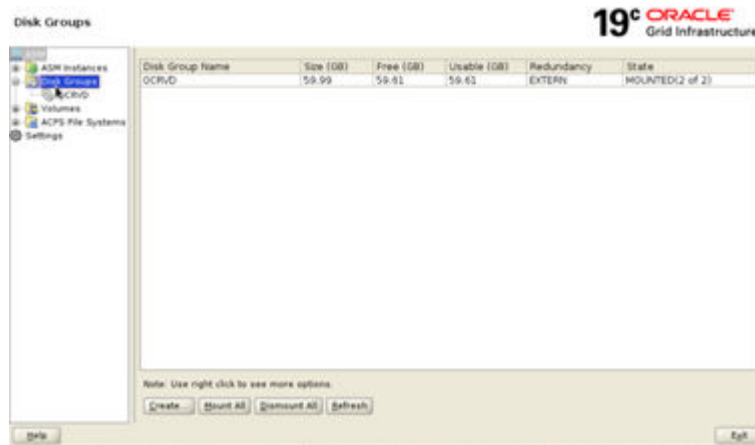 Disk Groups
19c ORACLE
Grid Infrastructure
ASM
ASM Instances
Disk Groups
OCRVD
Volumes
ACFS File Systems
Settings
Disk Group Name Size (GB) Free (GB) Usable (GB) Redundancy State
OCRVD 59.99 59.61 59.61 EXTERN MOUNTED(2 of 2)
Note: Use right click to see more options.
Create... Mount All Dismount All Refresh
Help Exit